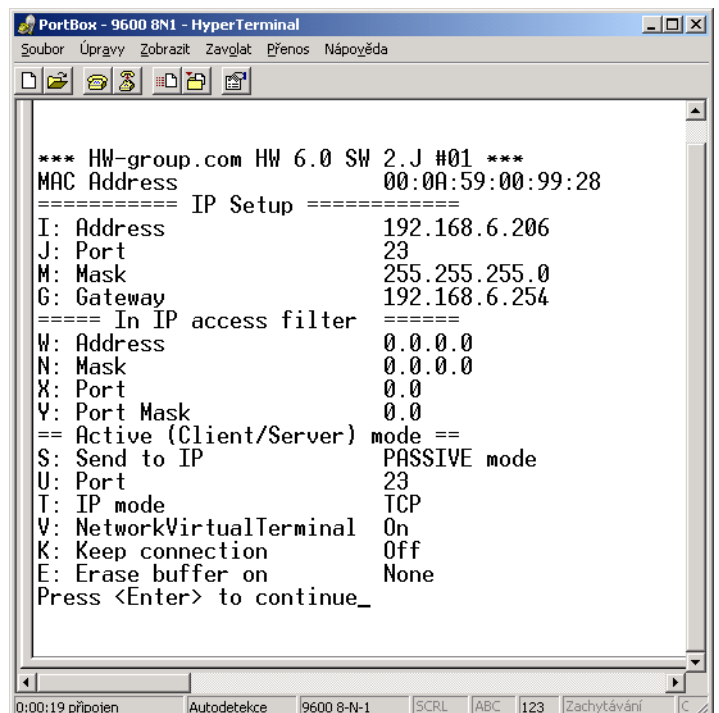 PortBox - 9600 8N1 - HyperTerminal
Soubor Úpravy Zobrazit Zavolat Přenos Nápověda
*** HW-group.com HW 6.0 SW 2.J #01 ***
MAC Address 00:0A:59:00:99:28
=========== IP Setup ============
I: Address 192.168.6.206
J: Port 23
M: Mask 255.255.255.0
G: Gateway 192.168.6.254
===== In IP access filter ======
W: Address 0.0.0.0
N: Mask 0.0.0.0
X: Port 0.0
Y: Port Mask 0.0
== Active (Client/Server) mode ==
S: Send to IP PASSIVE mode
U: Port 23
T: IP mode TCP
V: NetworkVirtualTerminal On
K: Keep connection Off
E: Erase buffer on None
Press <Enter> to continue_
0:00:19 připojen Autodetekce 9600 8-N-1 SCRL ABC 123 Zachytávání C